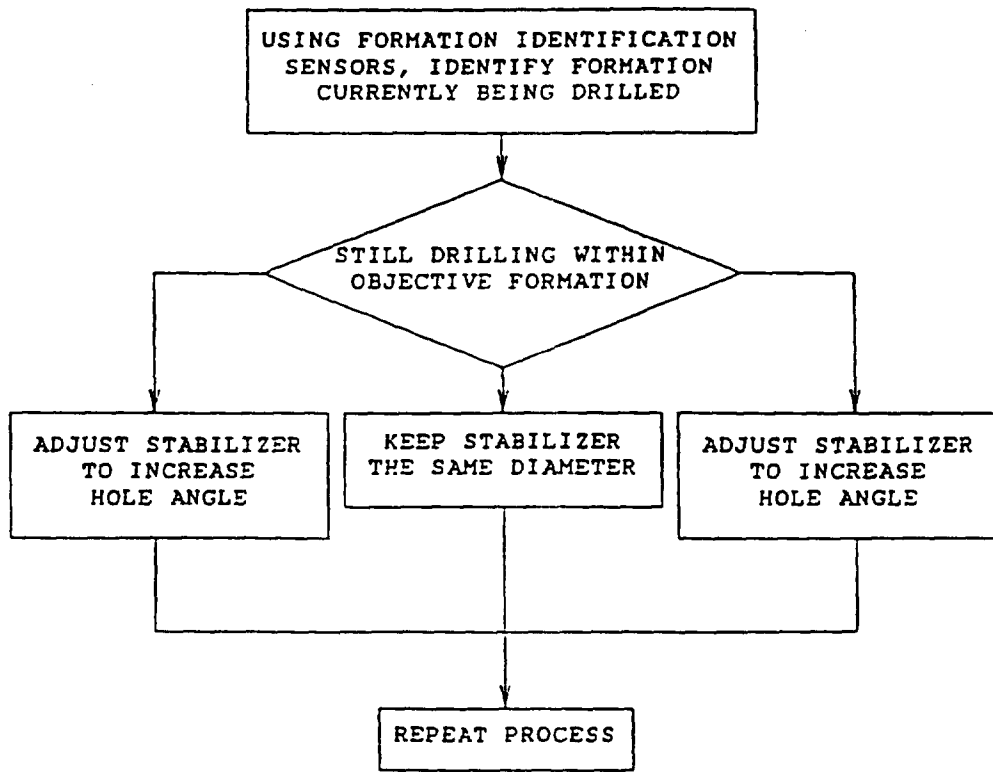 USING FORMATION IDENTIFICATION
SENSORS, IDENTIFY FORMATION
CURRENTLY BEING DRILLED
STILL DRILLING WITHIN
OBJECTIVE FORMATION
ADJUST STABILIZER
TO INCREASE
HOLE ANGLE
KEEP STABILIZER
THE SAME DIAMETER
ADJUST STABILIZER
TO INCREASE
HOLE ANGLE
REPEAT PROCESS